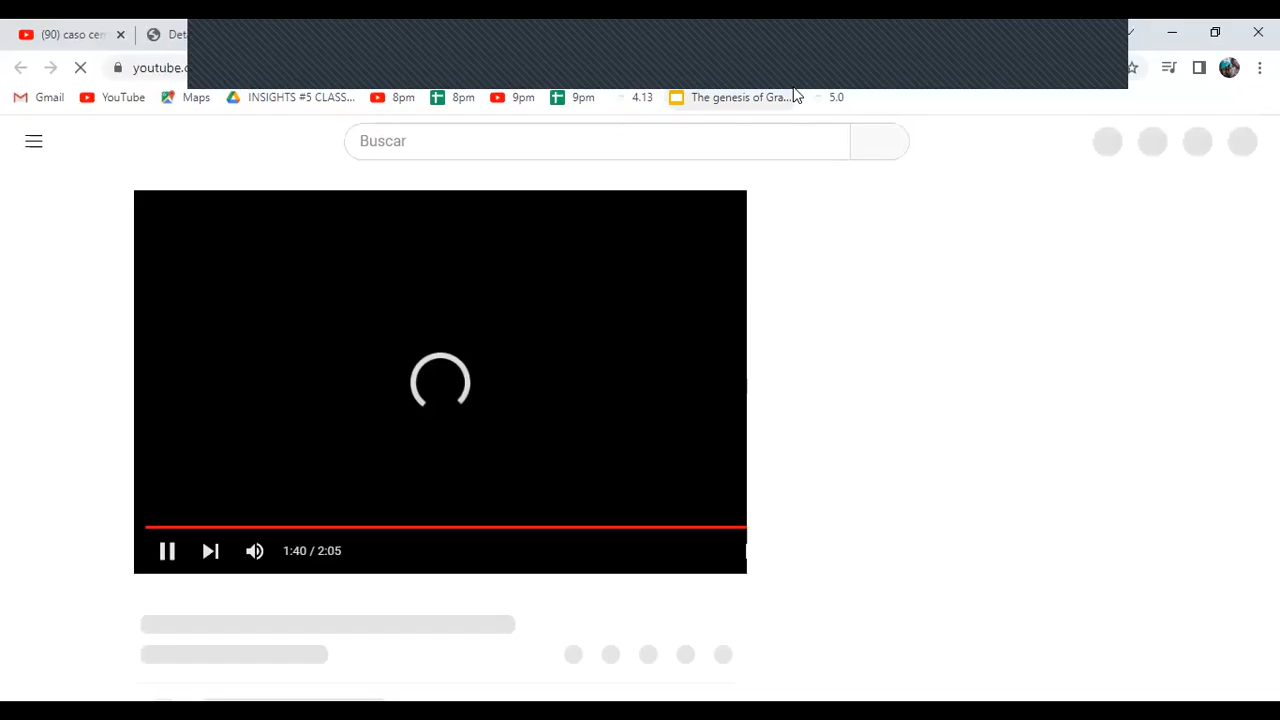 (90) caso cem
Det
youtube.c
Gmail YouTube Maps INSIGHTS #5 CLASS... 8pm 8pm 9pm 9pm 4.13 The genesis of Gra... 5.0
Buscar
1:40 / 2:05